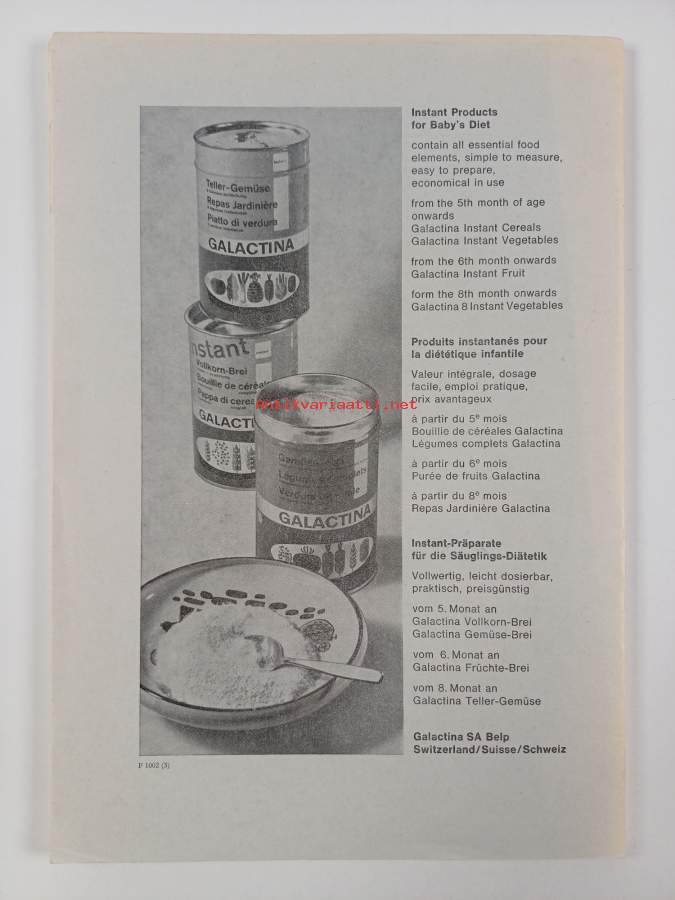 Instant Products
for Baby's Diet
contain all essential food
elements, simple to measure,
easy to prepare,
economical in use
from the 5th month of age
onwards
Galactina Instant Cereals
Galactina Instant Vegetables
from the 6th month onwards
Galactina Instant Fruit
form the 8th month onwards
Galactina 8 Instant Vegetables
Produits instantanés pour
la diététique infantile
Valeur intégrale, dosage
facile, emploi pratique,
prix avantageux
à partir du 5e mois
Bouillie de céréales Galactina
Légumes complets Galactina
à partir du 6e mois
Purée de fruits Galactina
à partir du 8e mois
Repas Jardinière Galactina
Instant-Präparate
für die Säuglings-Diätetik
Vollwertig, leicht dosierbar,
praktisch, preisgünstig
vom 5. Monat an
Galactina Vollkorn-Brei
Galactina Gemüse-Brei
vom 6. Monat an
Galactina Früchte-Brei
vom 8. Monat an
Galactina Teller-Gemüse
Galactina SA Belp
Switzerland/Suisse/Schweiz
Teller-Gemüse
Repas Jardinière
Piatto di verdura
GALACTINA
instant
Vollkorn-Brei
Bouillie de céréales
Pappa di cerea
GALACTI
Antikvariaatti.net
GALACTINA
F 1002 (3)